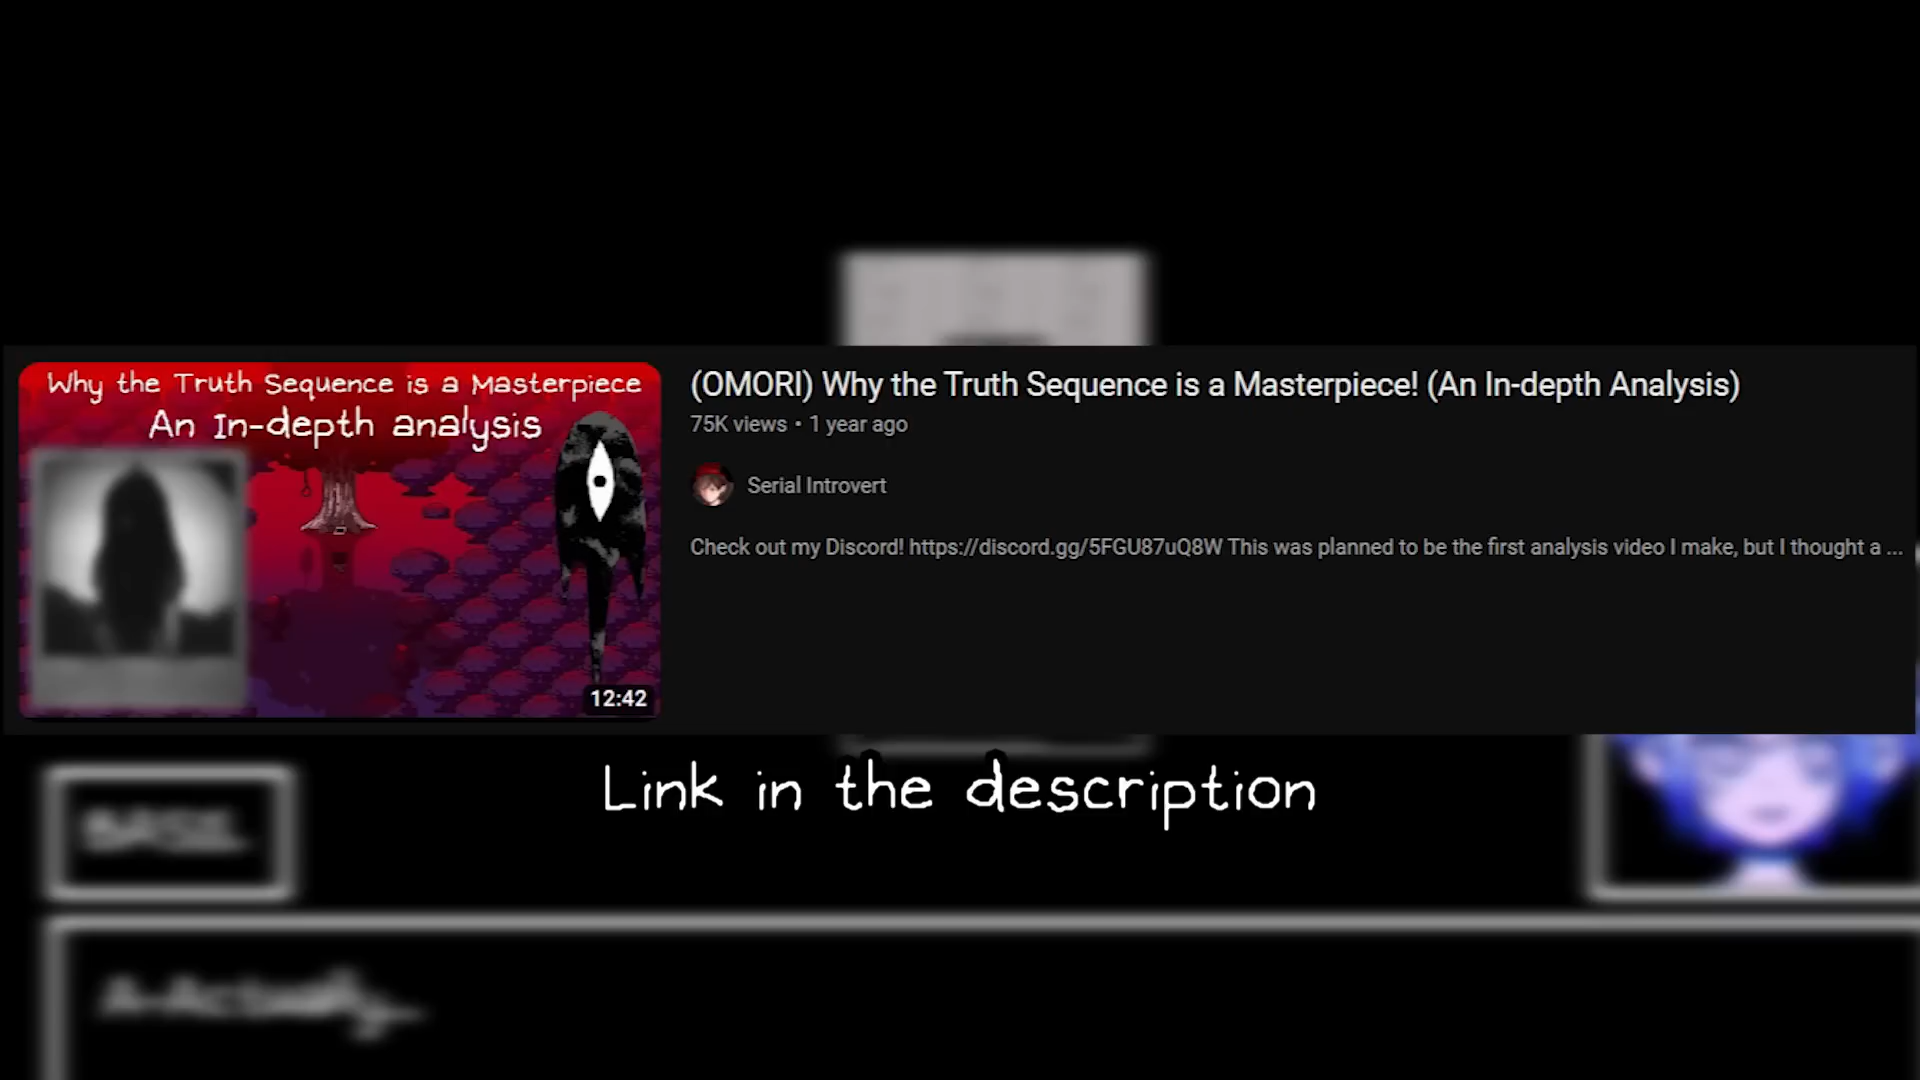 Why the Truth Sequence is a Masterpiece
An In-depth analysis
12:42
(OMORI) Why the Truth Sequence is a Masterpiece! (An In-depth Analysis)
75K views • 1 year ago
Serial Introvert
Check out my Discord! https://discord.gg/5FGU87uQ8W This was planned to be the first analysis video I make, but I thought a ...
Link in the description
BASIL
A-Actually...